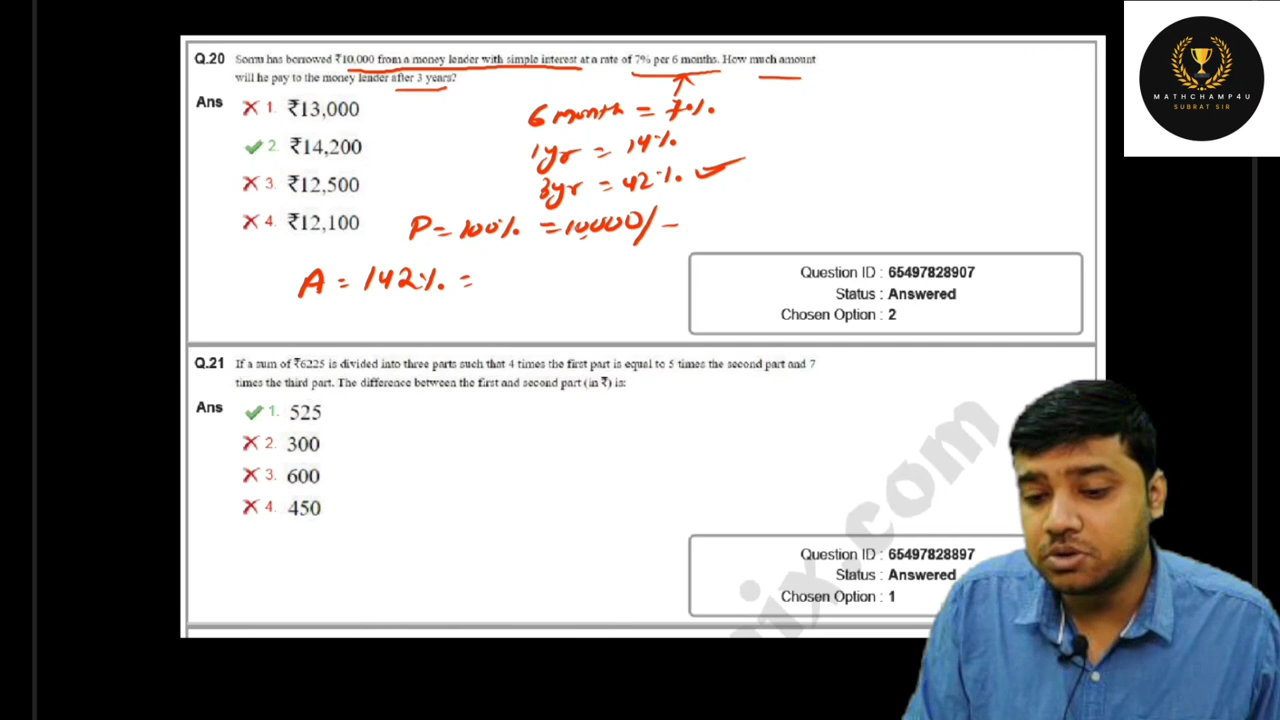 Q.20 Somu has borrowed ₹10,000 from a money lender with simple interest at a rate of 7% per 6 months. How much amount
will he pay to the money lender after 3 years?
Ans 1. ₹13,000
2. ₹14,200
3. ₹12,500
4. ₹12,100
6 month = 7%
1yr = 14%
3yr = 42%
P = 100% = 10,000/-
A = 142% =
Question ID : 65497828907
Status : Answered
Chosen Option : 2
Q.21 If a sum of ₹6225 is divided into three parts such that 4 times the first part is equal to 5 times the second part and 7
times the third part. The difference between the first and second part (in ₹) is:
Ans 1. 525
2. 300
3. 600
4. 450
Question ID : 65497828897
Status : Answered
Chosen Option : 1
MATHCHAMP4U
SUBRAT SIR